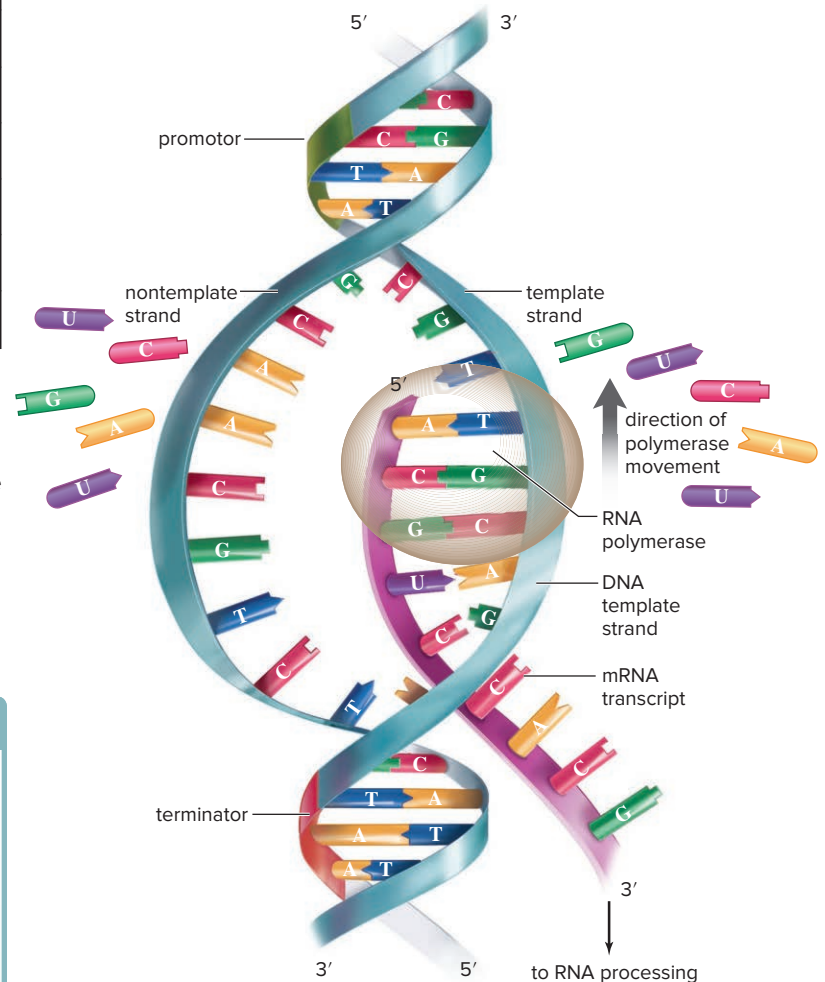 5′ 3′
C
promotor
C G
T A
A T
G C
nontemplate
strand
template
strand
U
C
G
G
C
U
T
A
5′
C
G
A
A T
direction of
polymerase
movement
A
A
U
C
C G
U
RNA
polymerase
G
G C
U A
DNA
template
strand
T
C G
C
C
mRNA
transcript
T
A
C
C
T A
terminator
G
A T
A T
3′
3′ 5′
to RNA processing